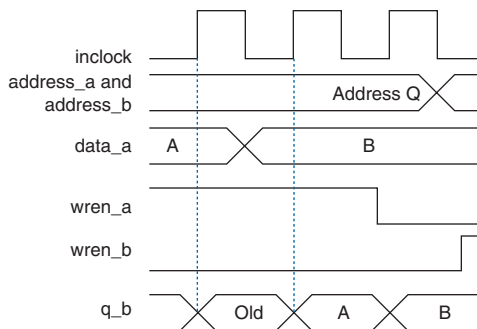 inclock
address_a and
address_b
Address Q
data_a
A
B
wren_a
wren_b
q_b
Old
A
B